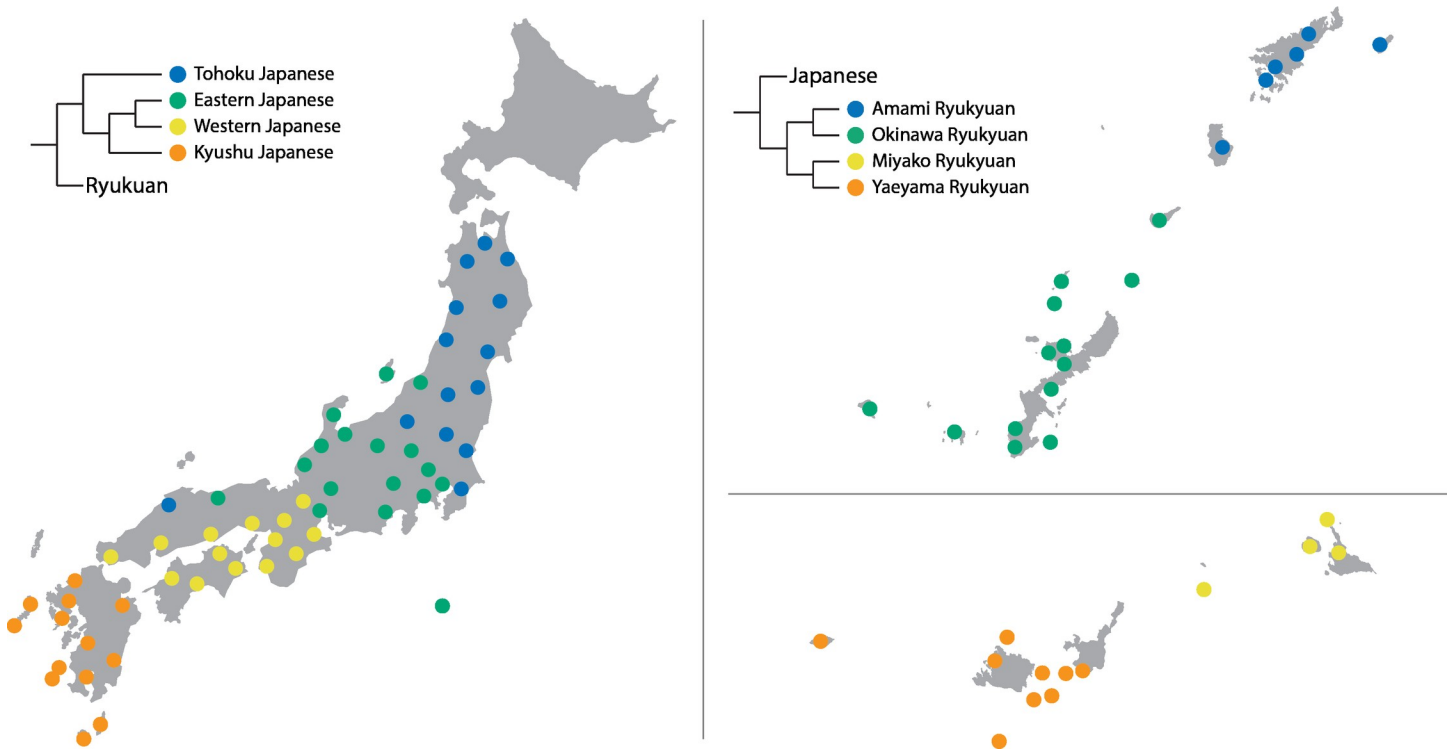 Tohoku Japanese
Eastern Japanese
Western Japanese
Kyushu Japanese
Ryukuan
Japanese
Amami Ryukyuan
Okinawa Ryukyuan
Miyako Ryukyuan
Yaeyama Ryukyuan